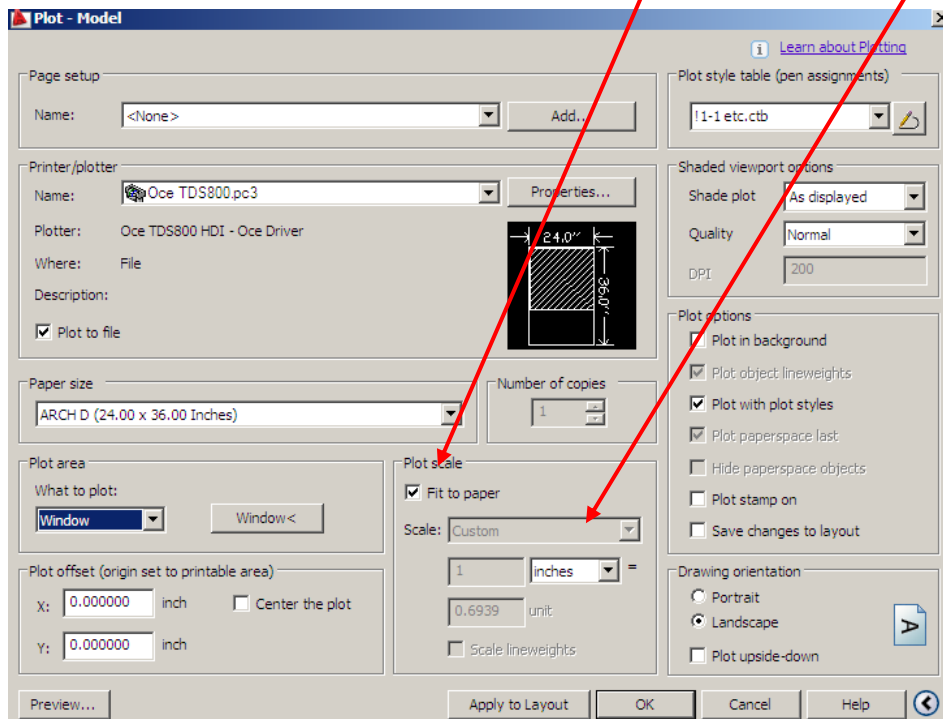 Plot - Model
Learn about Plotting
Page setup
Name:
<None>
Add...
Plot style table (pen assignments)
!1-1 etc.ctb
Printer/plotter
Name:
Oce TDS800.pc3
Properties...
Plotter:
Oce TDS800 HDI - Oce Driver
Where:
File
Description:
Plot to file
24.0''
36.0''
Shaded viewport options
Shade plot
As displayed
Quality
Normal
DPI
200
Paper size
ARCH D (24.00 x 36.00 Inches)
Number of copies
1
Plot options
Plot in background
Plot object lineweights
Plot with plot styles
Plot paperspace last
Hide paperspace objects
Plot stamp on
Save changes to layout
Plot area
What to plot:
Window
Window<
Plot scale
Fit to paper
Scale:
Custom
1
inches
=
0.6939
unit
Scale lineweights
Plot offset (origin set to printable area)
X:
0.000000
inch
Center the plot
Y:
0.000000
inch
Drawing orientation
Portrait
Landscape
Plot upside-down
A
Preview...
Apply to Layout
OK
Cancel
Help